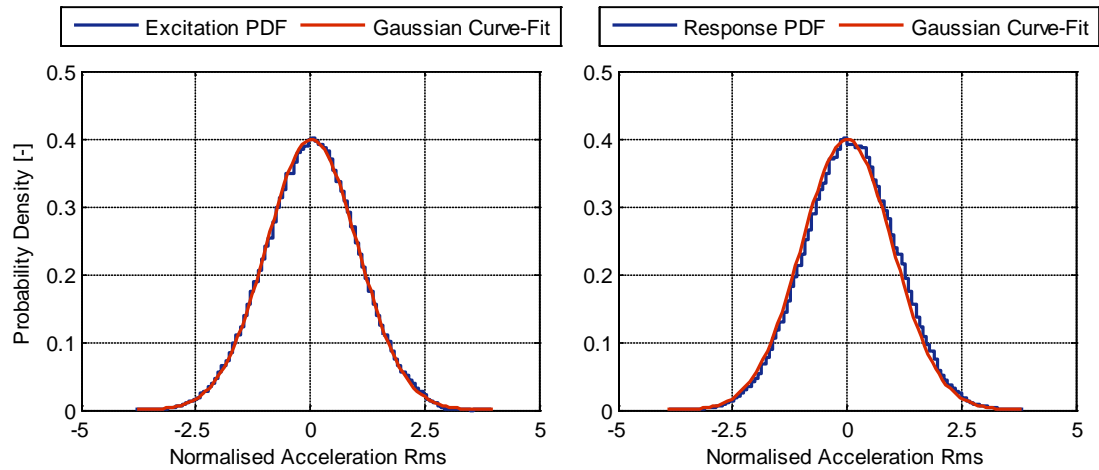 Excitation PDF Gaussian Curve-Fit
Response PDF Gaussian Curve-Fit
Probability Density [-]
0.5
0.4
0.3
0.2
0.1
0
-5 -2.5 0 2.5 5
Normalised Acceleration Rms
0.5
0.4
0.3
0.2
0.1
0
-5 -2.5 0 2.5 5
Normalised Acceleration Rms